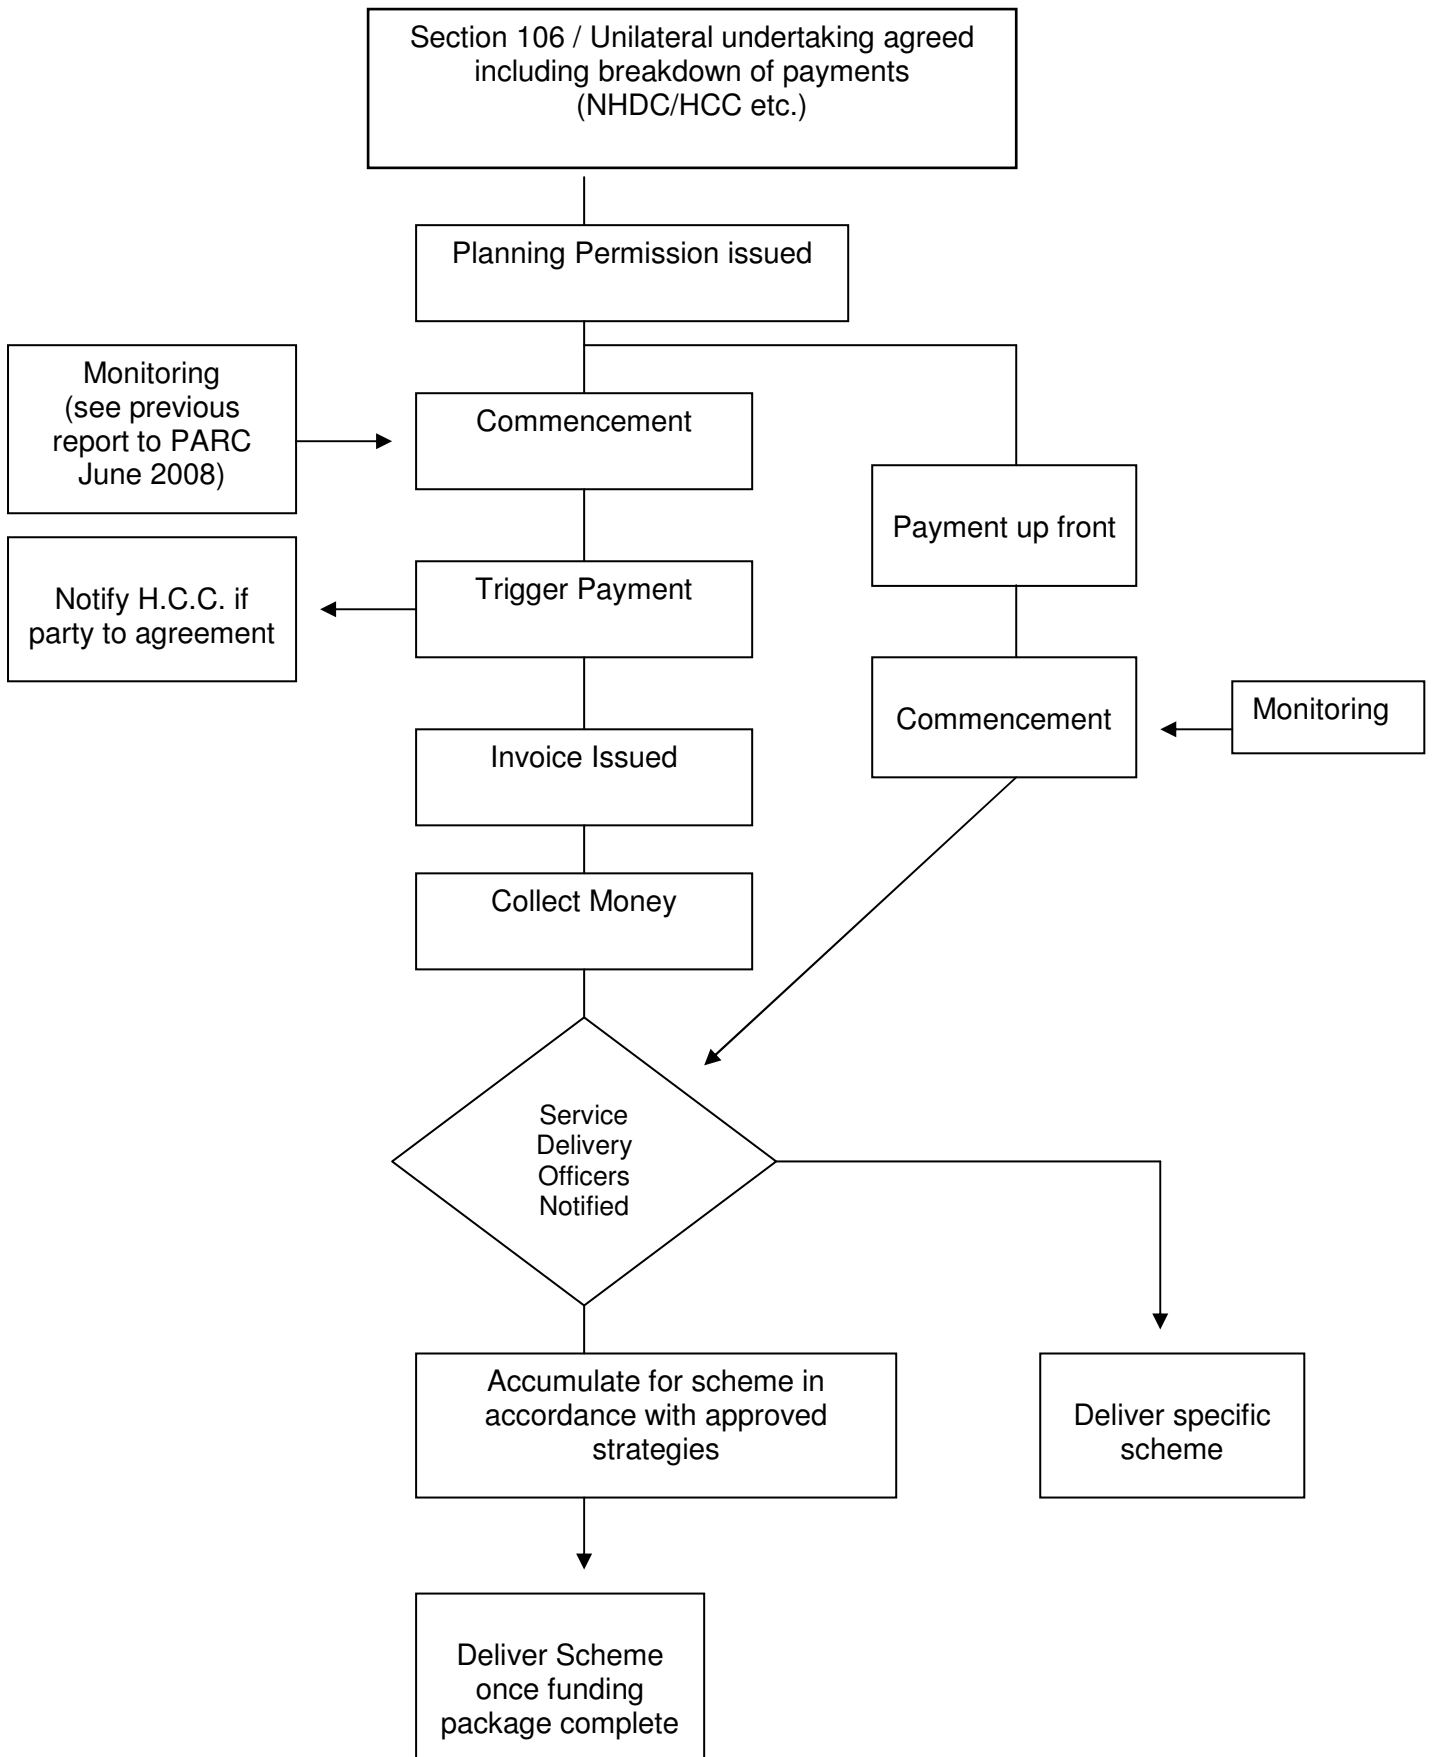 Section 106 / Unilateral undertaking agreed
including breakdown of payments
(NHDC/HCC etc.)
Planning Permission issued
Monitoring
(see previous
report to PARC
June 2008)
Commencement
Payment up front
Notify H.C.C. if
party to agreement
Trigger Payment
Commencement
Monitoring
Invoice Issued
Collect Money
Service
Delivery
Officers
Notified
Accumulate for scheme in
accordance with approved
strategies
Deliver specific
scheme
Deliver Scheme
once funding
package complete